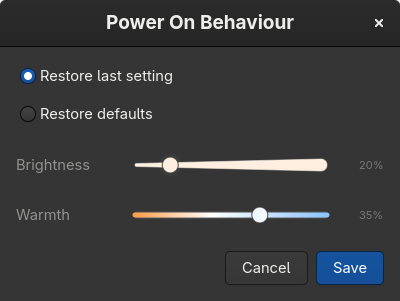 Power On Behaviour
Restore last setting
Restore defaults
Brightness 20%
Warmth 35%
Cancel Save